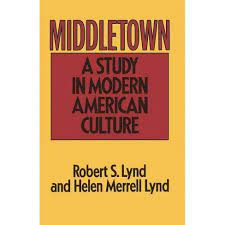 MIDDLETOWN
A STUDY
IN MODERN
AMERICAN
CULTURE
Robert S. Lynd
and Helen Merrell Lynd